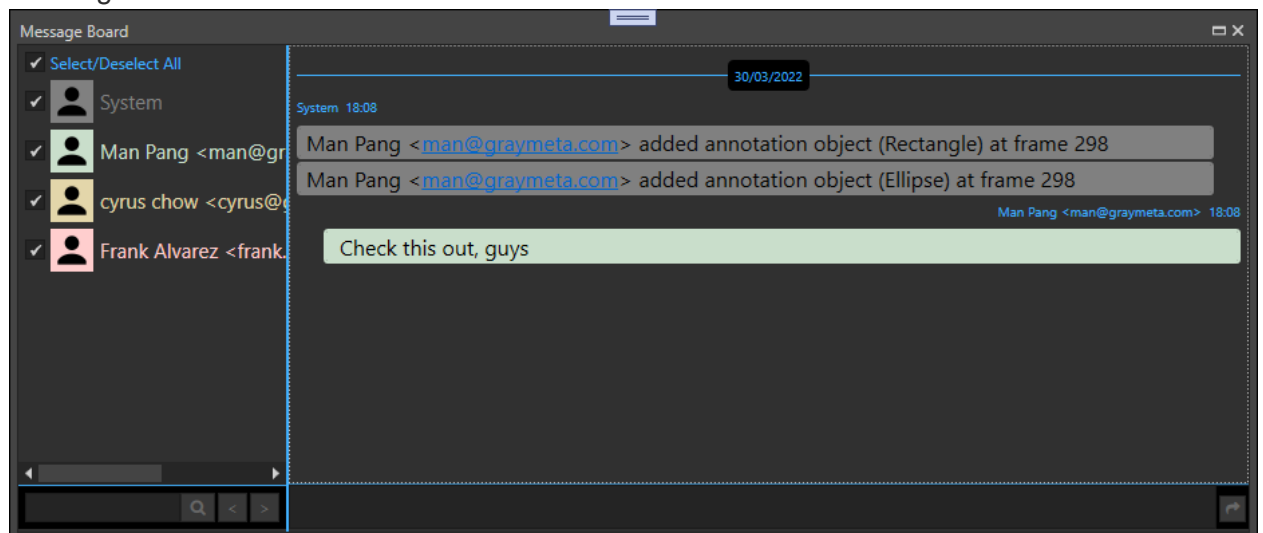 Message Board
Select/Deselect All
System
Man Pang <man@gr
cyrus chow <cyrus@
Frank Alvarez <frank.
< >
30/03/2022
System 18:08
Man Pang <man@graymeta.com> added annotation object (Rectangle) at frame 298
Man Pang <man@graymeta.com> added annotation object (Ellipse) at frame 298
Man Pang <man@graymeta.com> 18:08
Check this out, guys